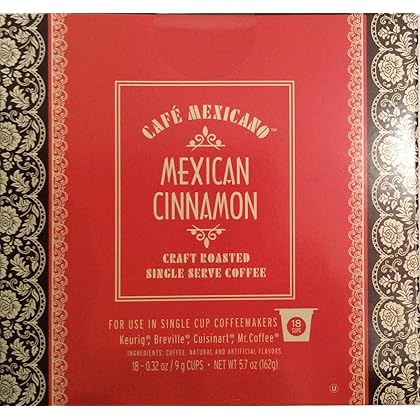 CAFÉ MEXICANO™
MEXICAN
CINNAMON
CRAFT ROASTED
SINGLE SERVE COFFEE
18
CUPS
FOR USE IN SINGLE CUP COFFEEMAKERS
Keurig®, Breville®, Cuisinart®, Mr.Coffee®
INGREDIENTS: COFFEE, NATURAL AND ARTIFICIAL FLAVORS.
18 - 0.32 oz / 9 g CUPS • NET WT 5.7 oz (162g)
U